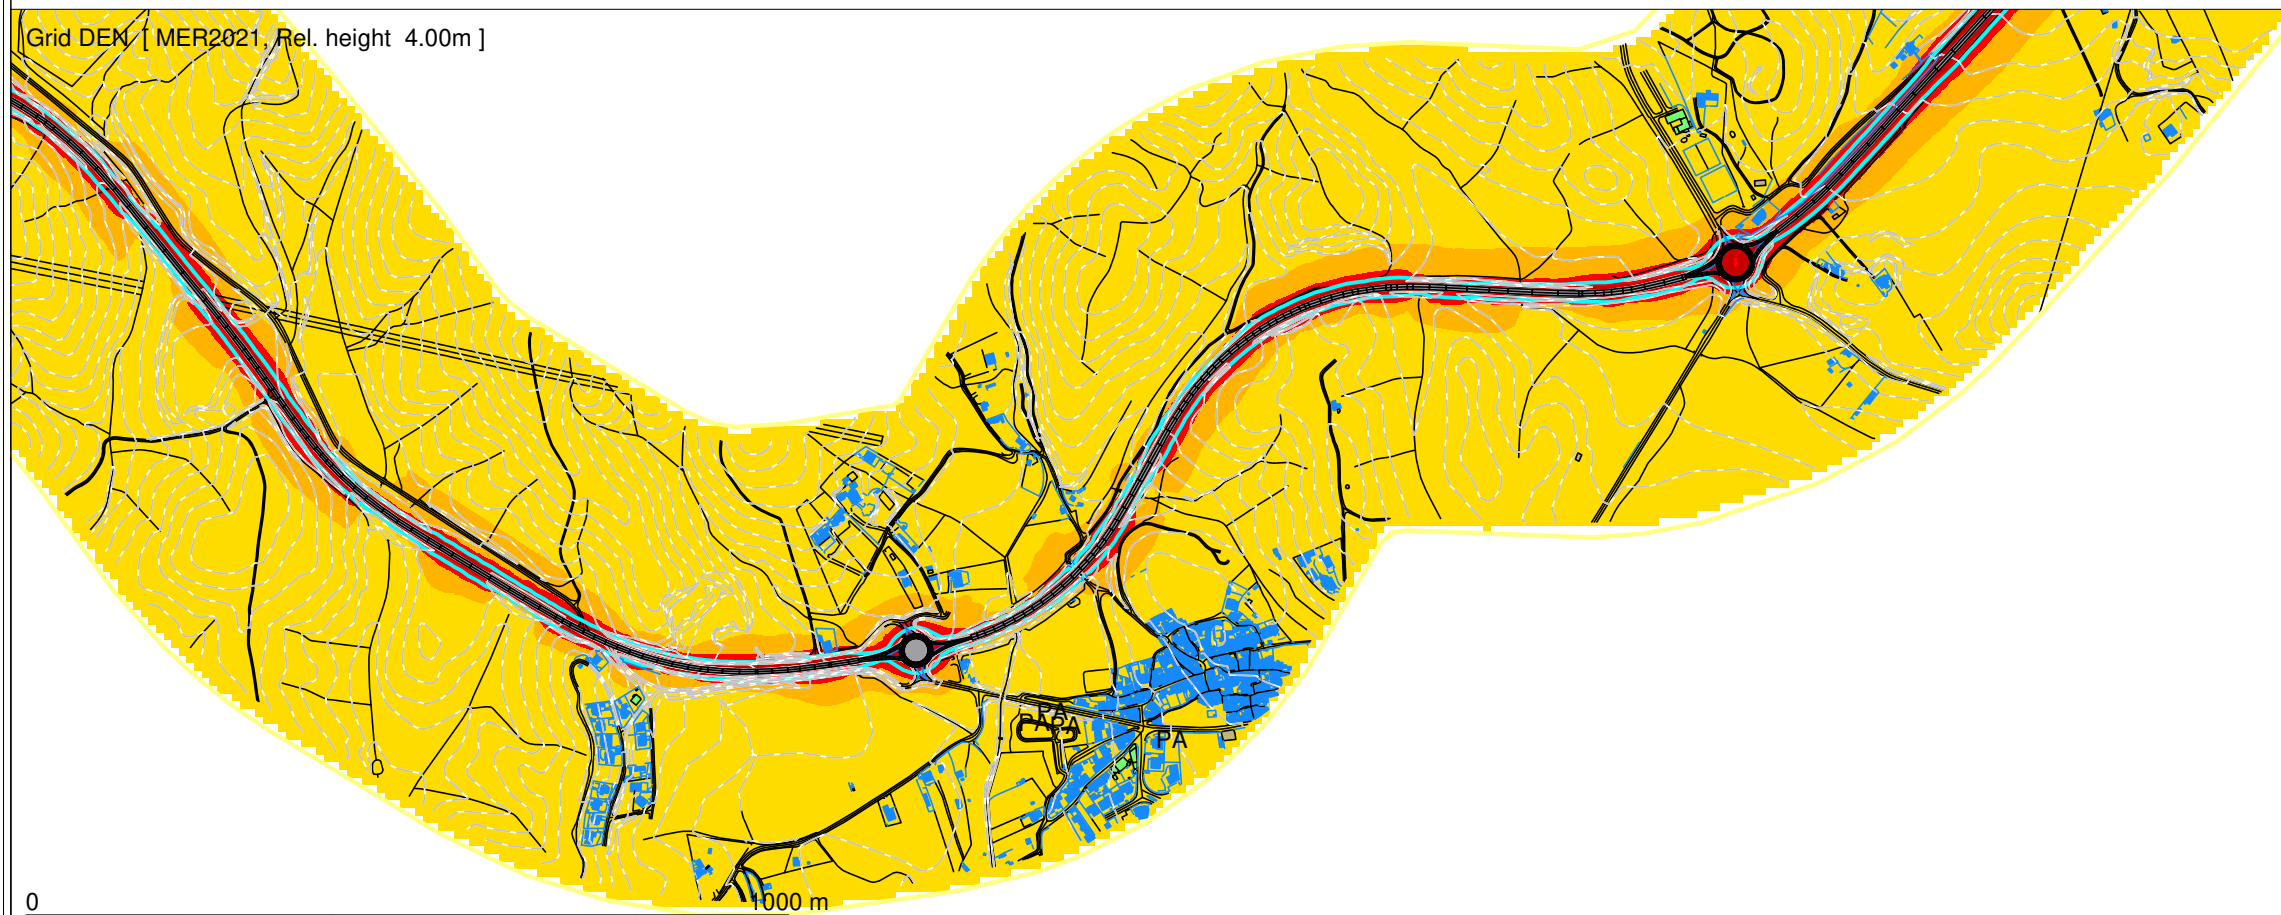 Grid DEN [ MER2021, Rel. height 4.00m ]
PA
PA
PA
PA
0
1000 m